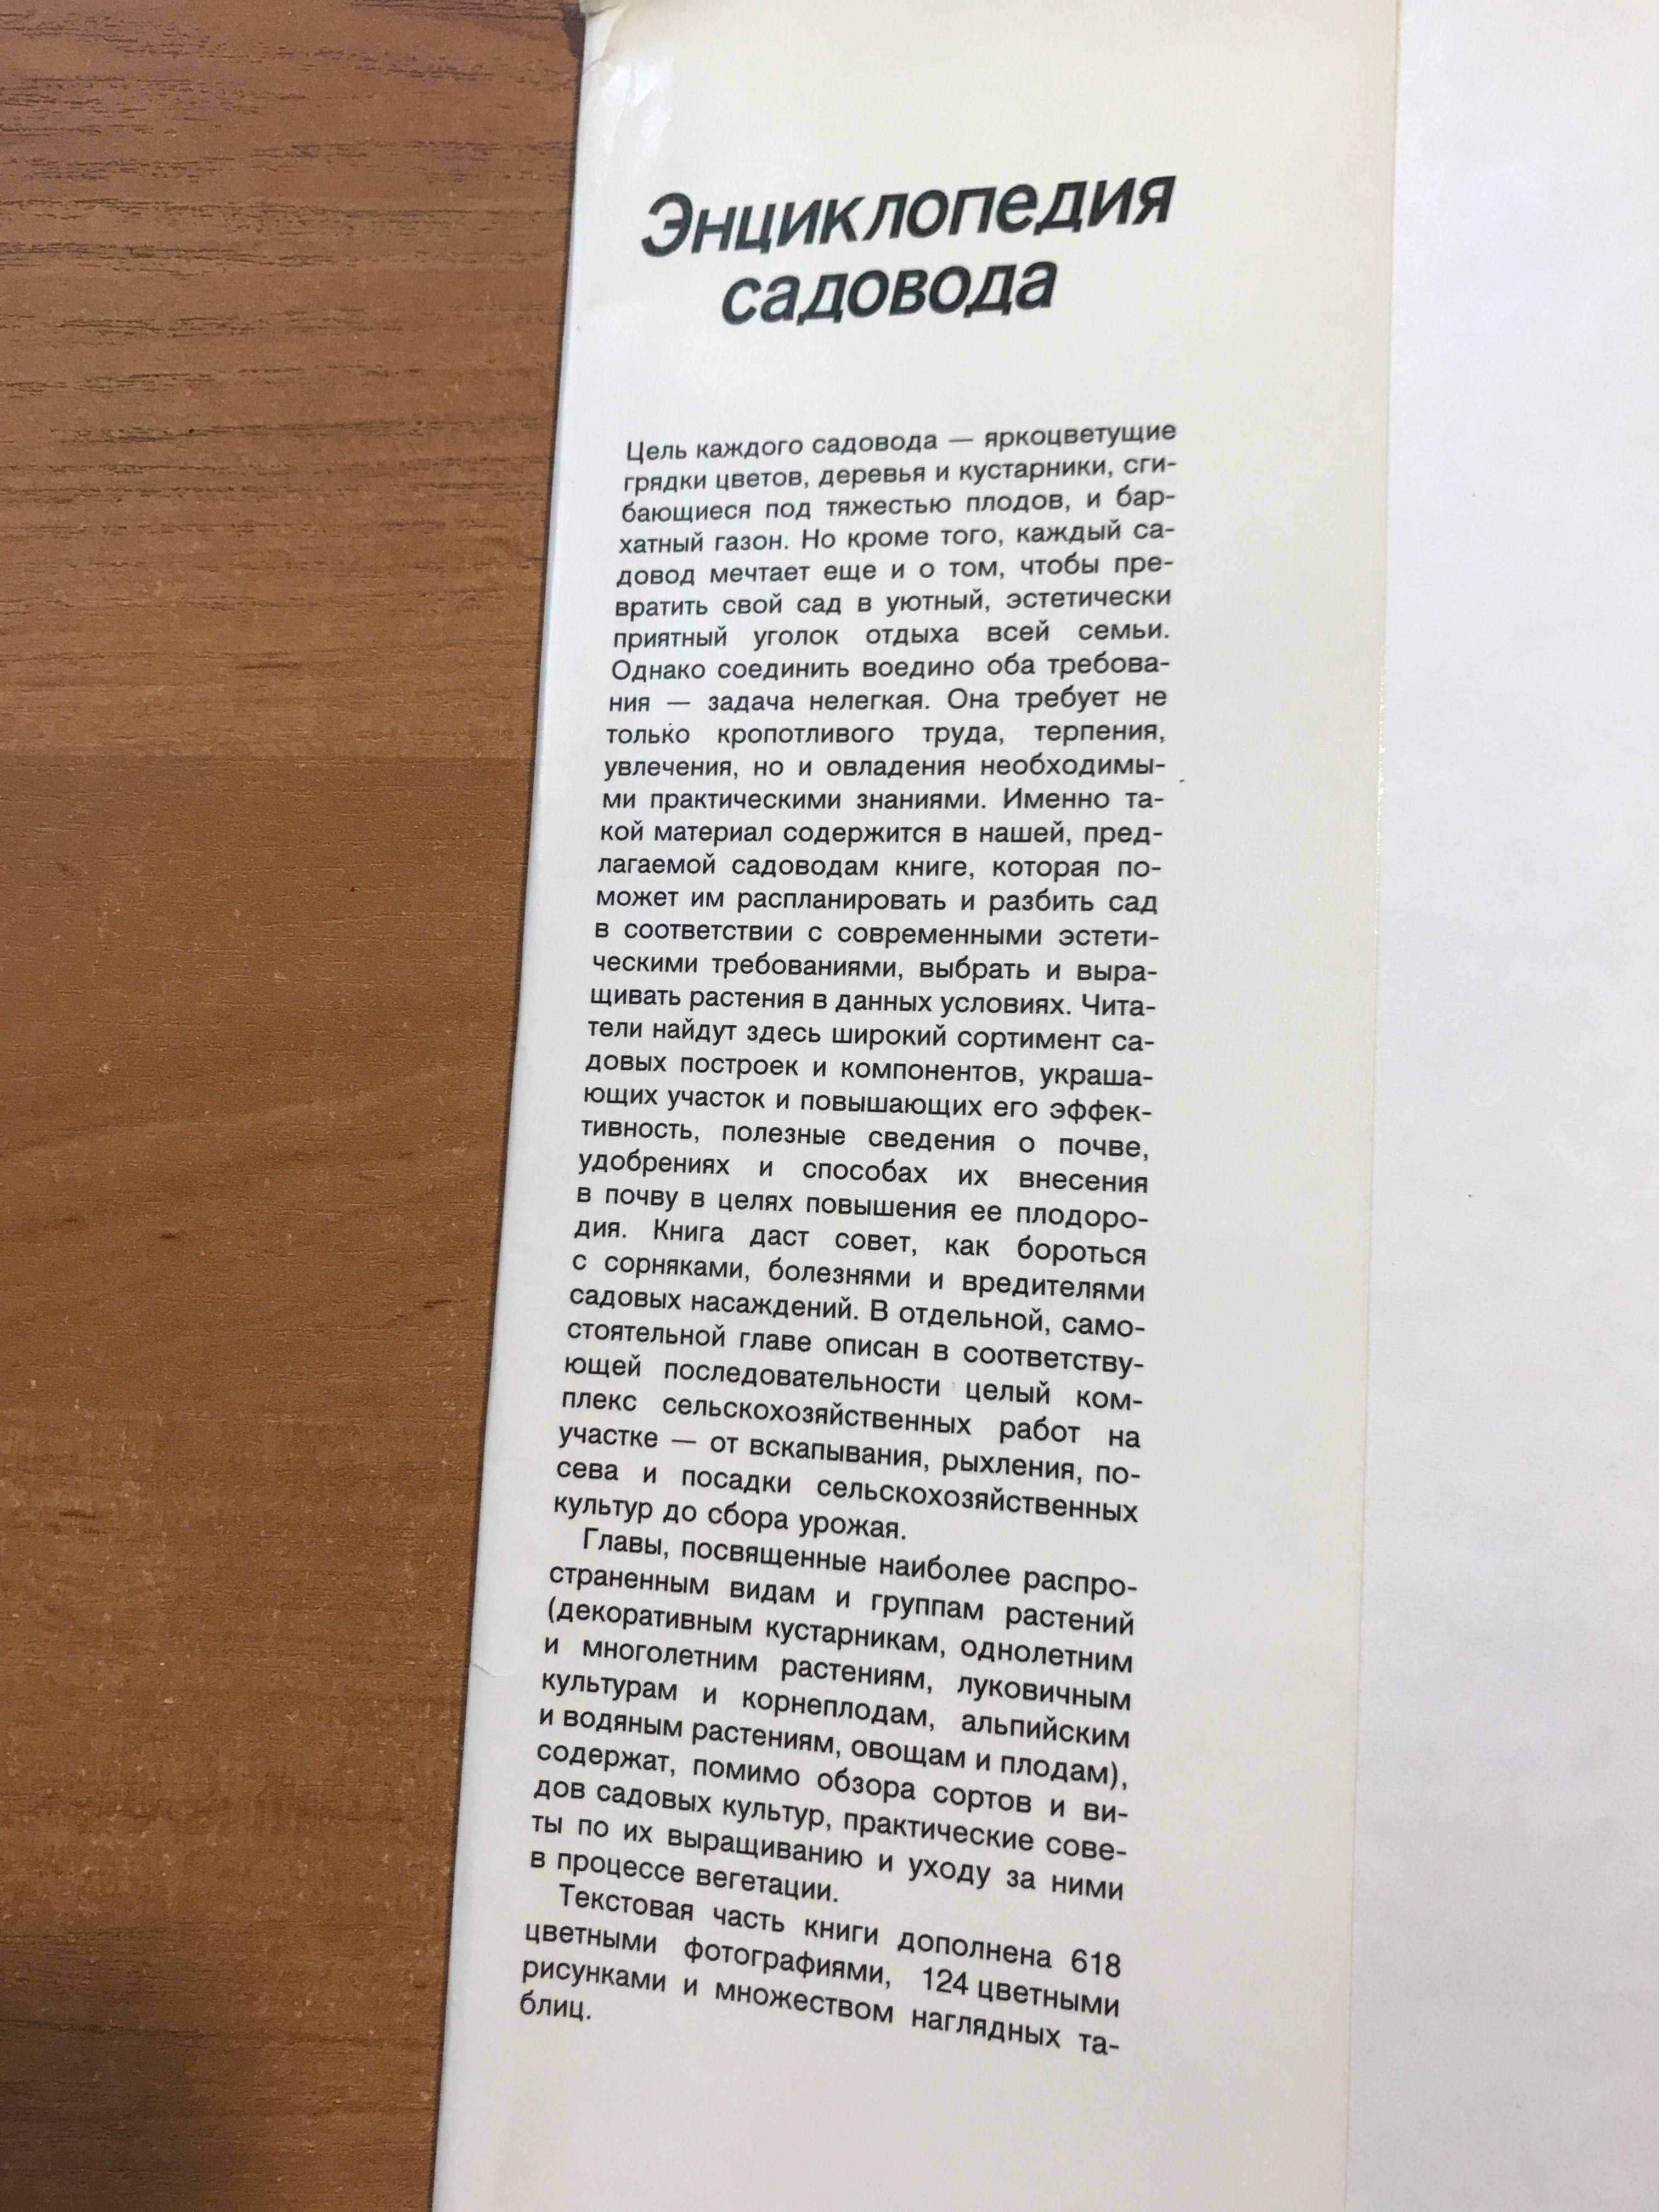 Энциклопедия
садовода
Цель каждого садовода — яркоцветущие
грядки цветов, деревья и кустарники, сги-
бающиеся под тяжестью плодов, и бар-
хатный газон. Но кроме того, каждый са-
довод мечтает еще и о том, чтобы пре-
вратить свой сад в уютный, эстетически
приятный уголок отдыха всей семьи.
Однако соединить воедино оба требова-
ния — задача нелегкая. Она требует не
только кропотливого труда, терпения,
увлечения, но и овладения необходимы-
ми практическими знаниями. Именно та-
кой материал содержится в нашей, пред-
лагаемой садоводам книге, которая по-
может им распланировать и разбить сад
в соответствии с современными эстети-
ческими требованиями, выбрать и выра-
щивать растения в данных условиях. Чита-
тели найдут здесь широкий сортимент са-
довых построек и компонентов, украша-
ющих участок и повышающих его эффек-
тивность, полезные сведения о почве,
удобрениях и способах их внесения
в почву в целях повышения ее плодоро-
дия. Книга даст совет, как бороться
с сорняками, болезнями и вредителями
садовых насаждений. В отдельной, само-
стоятельной главе описан в соответству-
ющей последовательности целый ком-
плекс сельскохозяйственных работ на
участке — от вскапывания, рыхления, по-
сева и посадки сельскохозяйственных
культур до сбора урожая.
Главы, посвященные наиболее распро-
страненным видам и группам растений
(декоративным кустарникам, однолетним
и многолетним растениям, луковичным
культурам и корнеплодам, альпийским
и водяным растениям, овощам и плодам),
содержат, помимо обзора сортов и ви-
дов садовых культур, практические сове-
ты по их выращиванию и уходу за ними
в процессе вегетации.
Текстовая часть книги дополнена 618
цветными фотографиями, 124 цветными
рисунками и множеством наглядных та-
блиц.